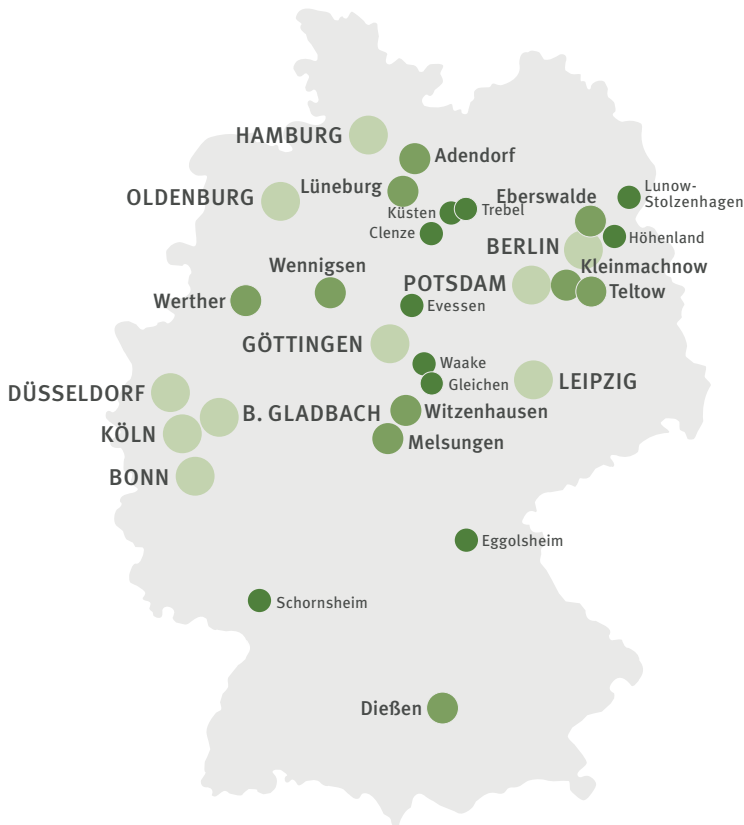 HAMBURG
Adendorf
Lüneburg
OLDENBURG
Küsten
Trebel
Clenze
Eberswalde
Lunow-
Stolzenhagen
Höhenland
BERLIN
Wennigsen
POTSDAM
Kleinmachnow
Teltow
Werther
Evessen
GÖTTINGEN
Waake
Gleichen
LEIPZIG
DÜSSELDORF
B. GLADBACH
Witzenhausen
KÖLN
Melsungen
BONN
Eggolsheim
Schornsheim
Dießen